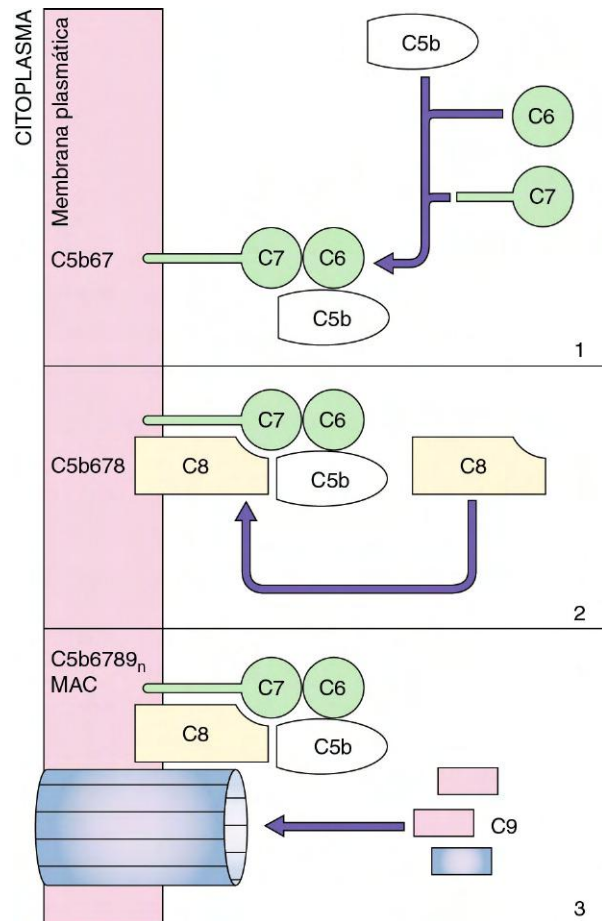 CITOPLASMA
Membrana plasmática
C5b
C6
C7
C5b67
C7
C6
C5b
1
C5b678
C7
C6
C8
C5b
C8
2
C5b6789n
MAC
C7
C6
C8
C5b
C9
3